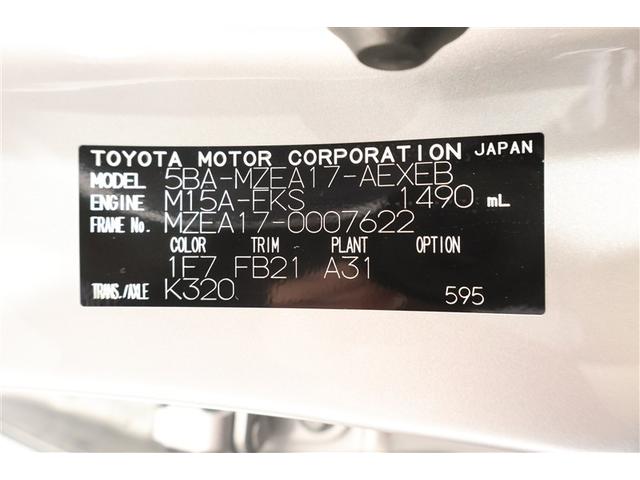 TOYOTA MOTOR CORPORATION JAPAN
MODEL 5BA-MZEA17-AEXEB
ENGINE M15A-FKS 1490 mL
FRAME No. MZEA17-0007622
COLOR TRIM PLANT OPTION
1E7 FB21 A31
TRANS./AXLE K320 595